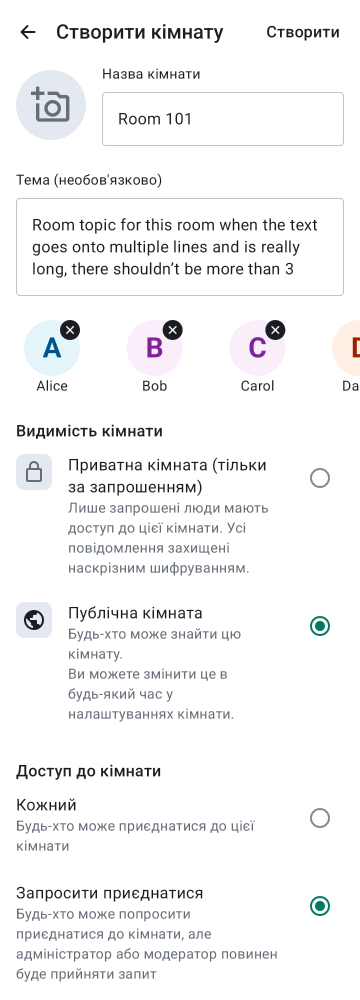 Створити кімнату
Створити
Назва кімнати
Room 101
Тема (необов'язково)
Room topic for this room when the text
goes onto multiple lines and is really
long, there shouldn’t be more than 3
A
B
C
Alice
Bob
Carol
Da
Видимість кімнати
Приватна кімната (тільки
за запрошенням)
Лише запрошені люди мають
доступ до цієї кімнати. Усі
повідомлення захищені
наскрізним шифруванням.
Публічна кімната
Будь-хто може знайти цю
кімнату.
Ви можете змінити це в
будь-який час у
налаштуваннях кімнати.
Доступ до кімнати
Кожний
Будь-хто може приєднатися до цієї
кімнати
Запросити приєднатися
Будь-хто може попросити
приєднатися до кімнати, але
адміністратор або модератор повинен
буде прийняти запит